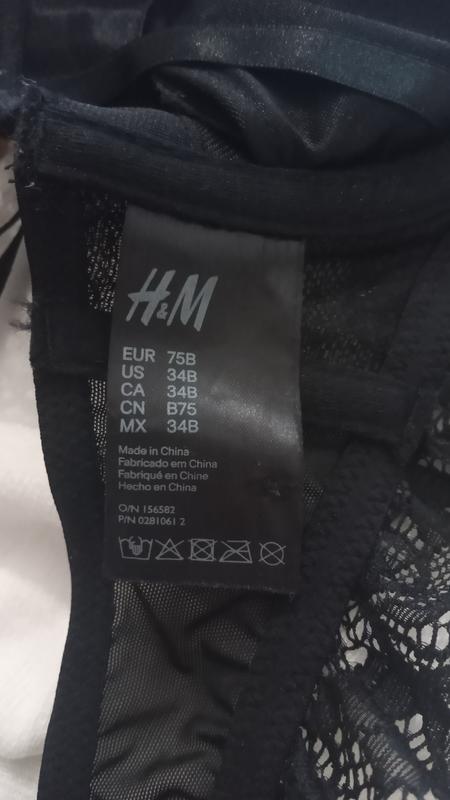 H&M
EUR 75B
US 34B
CA 34B
CN B75
MX 34B
Made in China
Fabricado em China
Fabriqué en Chine
Hecho en China
O/N 156582
P/N 0281061 2